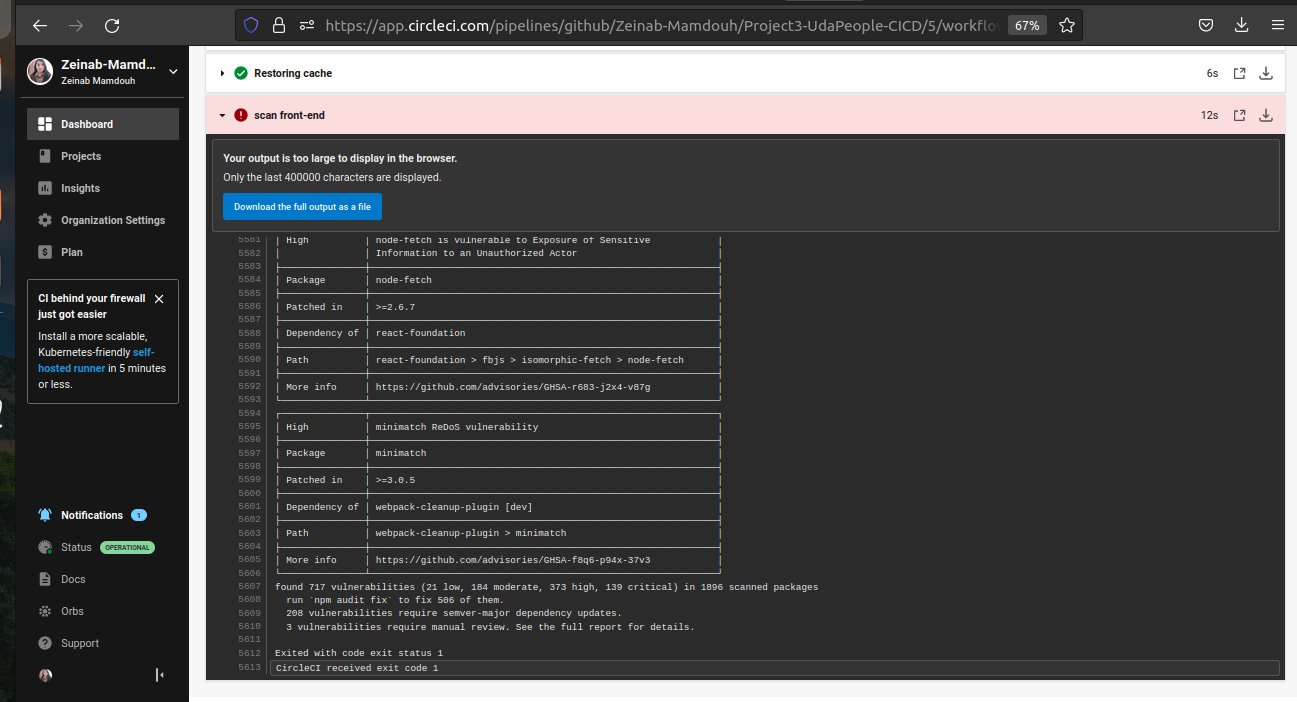 https://app.circleci.com/pipelines/github/Zeinab-Mamdouh/Project3-UdaPeople-CICD/5/workflow
67%
Zeinab-Mamd...
Zeinab Mamdouh
Dashboard
Projects
Insights
Organization Settings
Plan
CI behind your firewall
just got easier
Install a more scalable,
Kubernetes-friendly self-
hosted runner in 5 minutes
or less.
Notifications 1
Status OPERATIONAL
Docs
Orbs
Support
Restoring cache 6s
scan front-end 12s
Your output is too large to display in the browser.
Only the last 400000 characters are displayed.
Download the full output as a file
5581 | High | node-fetch is vulnerable to Exposure of Sensitive |
5582 | | Information to an Unauthorized Actor |
5583
5584 | Package | node-fetch |
5585
5586 | Patched in | >=2.6.7 |
5587
5588 | Dependency of | react-foundation |
5589
5590 | Path | react-foundation > fbjs > isomorphic-fetch > node-fetch |
5591
5592 | More info | https://github.com/advisories/GHSA-r683-j2x4-v87g |
5593
5594
5595 | High | minimatch ReDoS vulnerability |
5596
5597 | Package | minimatch |
5598
5599 | Patched in | >=3.0.5 |
5600
5601 | Dependency of | webpack-cleanup-plugin [dev] |
5602
5603 | Path | webpack-cleanup-plugin > minimatch |
5604
5605 | More info | https://github.com/advisories/GHSA-f8q6-p94x-37v3 |
5606
5607 found 717 vulnerabilities (21 low, 184 moderate, 373 high, 139 critical) in 1896 scanned packages
5608 run `npm audit fix` to fix 506 of them.
5609 208 vulnerabilities require semver-major dependency updates.
5610 3 vulnerabilities require manual review. See the full report for details.
5611
5612 Exited with code exit status 1
5613 CircleCI received exit code 1